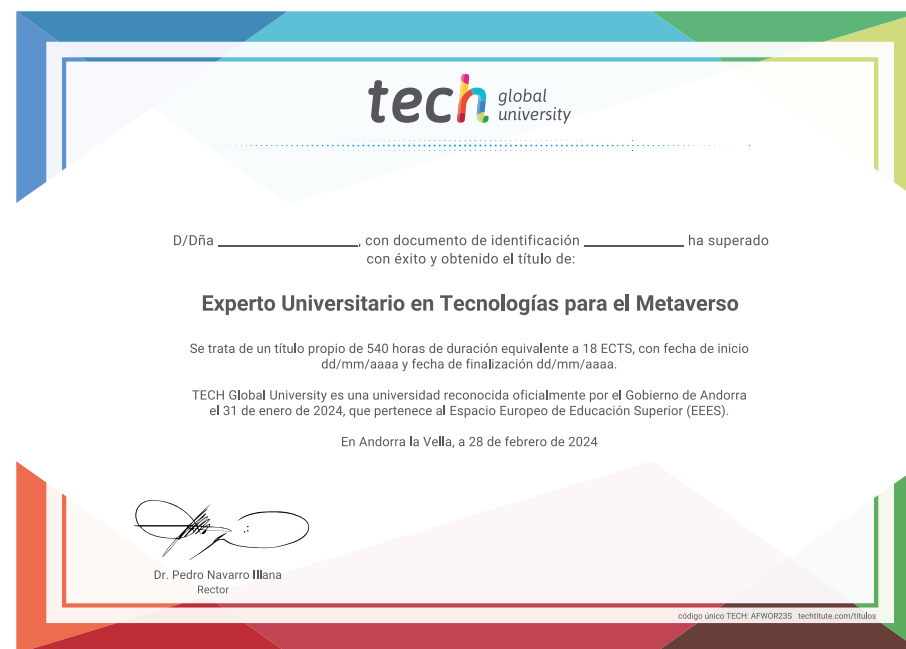 tech global university
D/Dña ____________________, con documento de identificación ______________ ha superado
con éxito y obtenido el título de:
Experto Universitario en Tecnologías para el Metaverso
Se trata de un título propio de 540 horas de duración equivalente a 18 ECTS, con fecha de inicio
dd/mm/aaaa y fecha de finalización dd/mm/aaaa.
TECH Global University es una universidad reconocida oficialmente por el Gobierno de Andorra
el 31 de enero de 2024, que pertenece al Espacio Europeo de Educación Superior (EEES).
En Andorra la Vella, a 28 de febrero de 2024
Dr. Pedro Navarro Illana
Rector
código único TECH: AFWOR23S techtitute.com/titulos